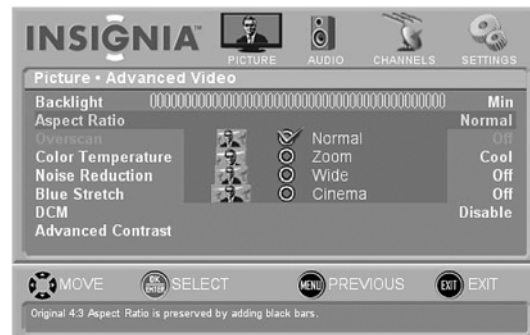 INSIGNIA™
PICTURE AUDIO CHANNELS SETTINGS
Picture • Advanced Video
Backlight Min
Aspect Ratio Normal
Overscan Normal Off
Color Temperature Zoom Cool
Noise Reduction Wide Off
Blue Stretch Cinema Off
DCM Disable
Advanced Contrast
MOVE OK ENTER SELECT MENU PREVIOUS EXIT EXIT
Original 4:3 Aspect Ratio is preserved by adding black bars.